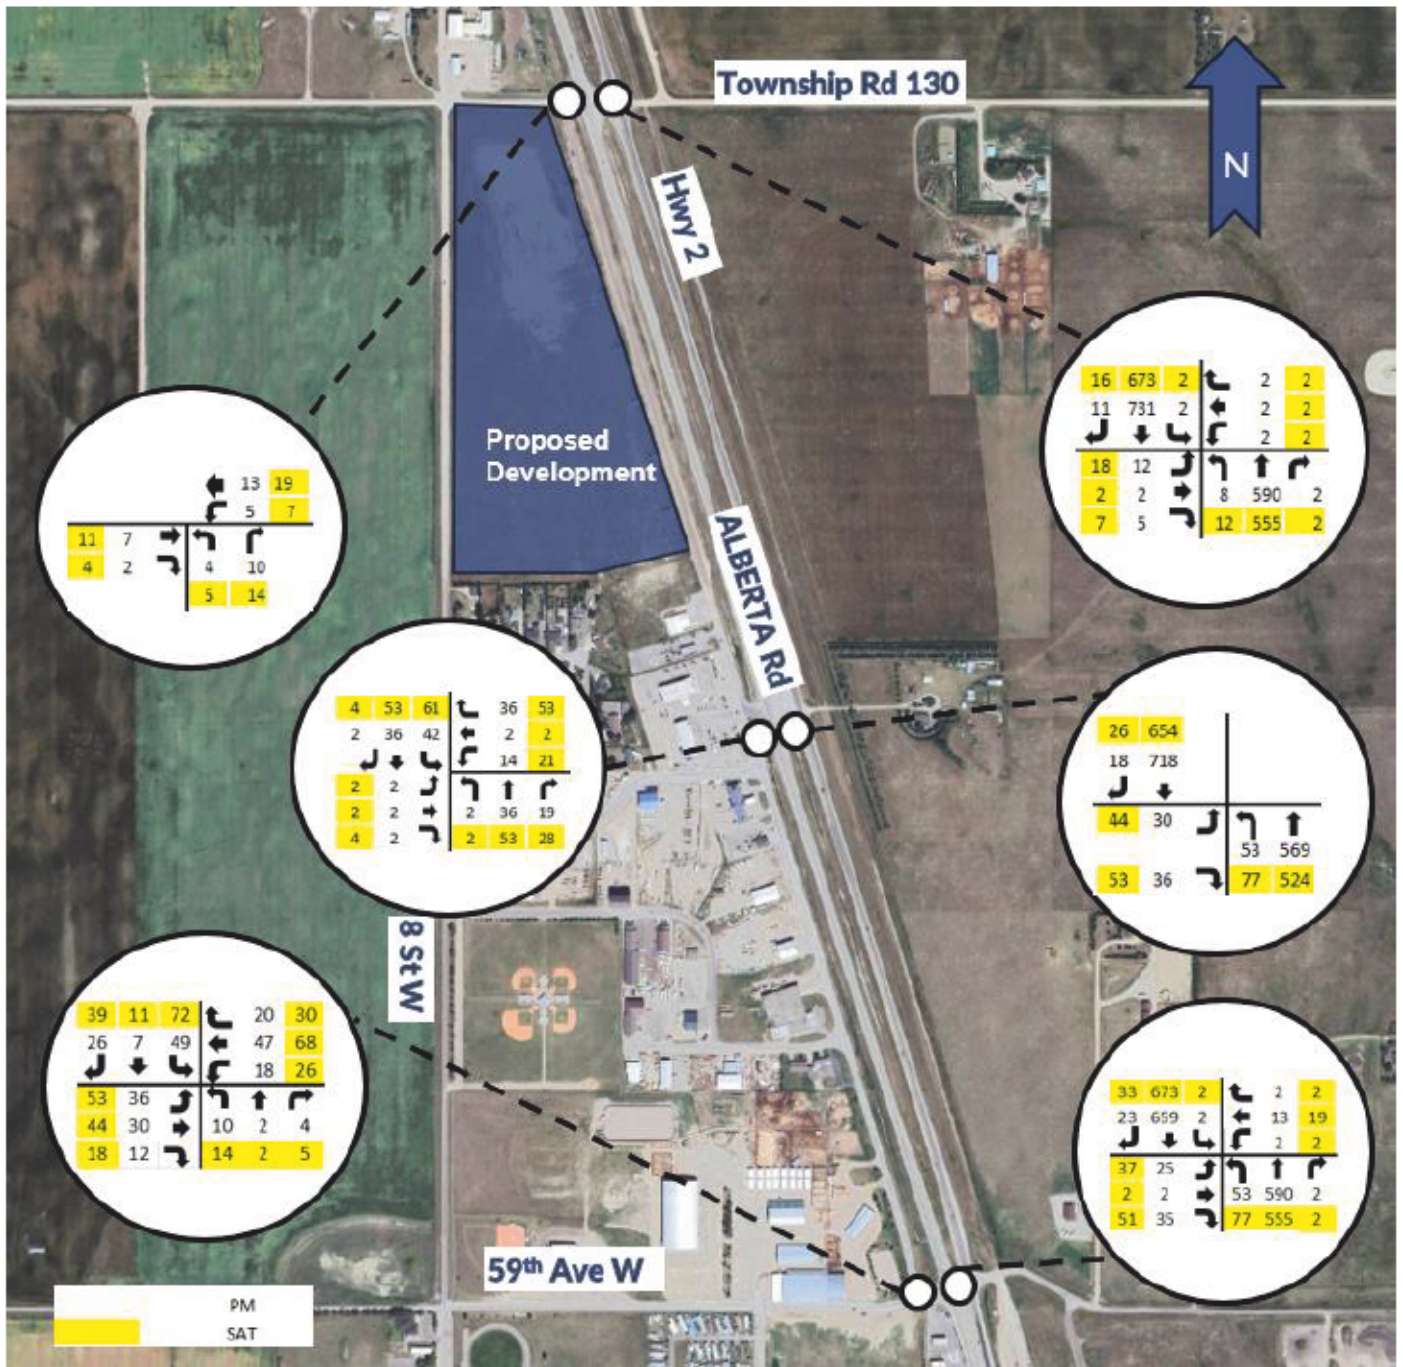 Township Rd 130
N
Hwy 2
16 673 2 2 2
11 731 2 2 2
2 2
18 12
2 2 8 590 2
7 5 12 555 2
Proposed
Development
13 19
5 7
11 7
4 2 4 10
5 14
ALBERTA Rd
4 53 61 36 53
2 36 42 2 2
14 21
2 2
2 2 2 36 19
4 2 2 53 28
26 654
18 718
44 30
53 569
53 36 77 524
8 St W
39 11 72 20 30
26 7 49 47 68
18 26
53 36
44 30 10 2 4
18 12 14 2 5
33 673 2 2 2
23 659 2 13 19
2 2
37 25
2 2 53 590 2
51 35 77 555 2
59th Ave W
PM
SAT